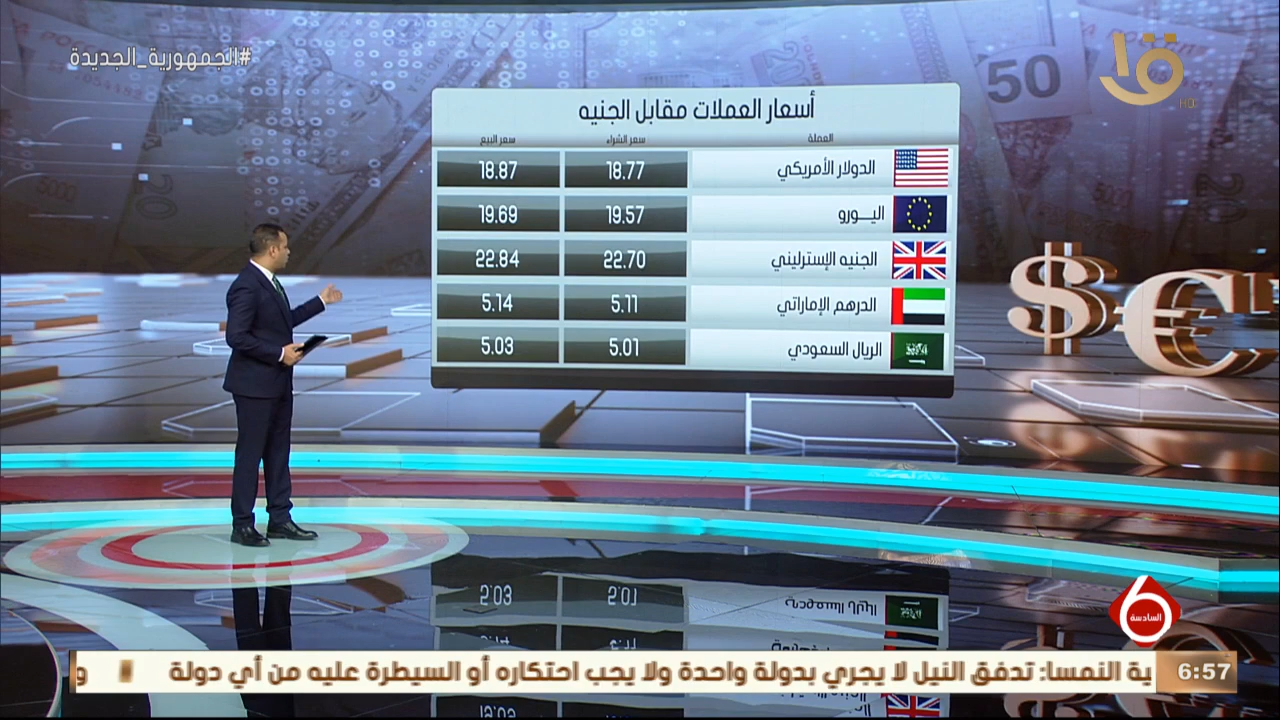 #الجمهورية_الجديدة
50
HD
أسعار العملات مقابل الجنيه
العملة سعر الشراء سعر البيع
الدولار الأمريكي 18.77 18.87
اليـــورو 19.57 19.69
الجنيه الإسترليني 22.70 22.84
الدرهم الإماراتي 5.11 5.14
الريال السعودي 5.01 5.03
$ €
6
السادسة
ية النمسا: تدفق النيل لا يجري بدولة واحدة ولا يجب احتكاره أو السيطرة عليه من أي دولة و
6:57